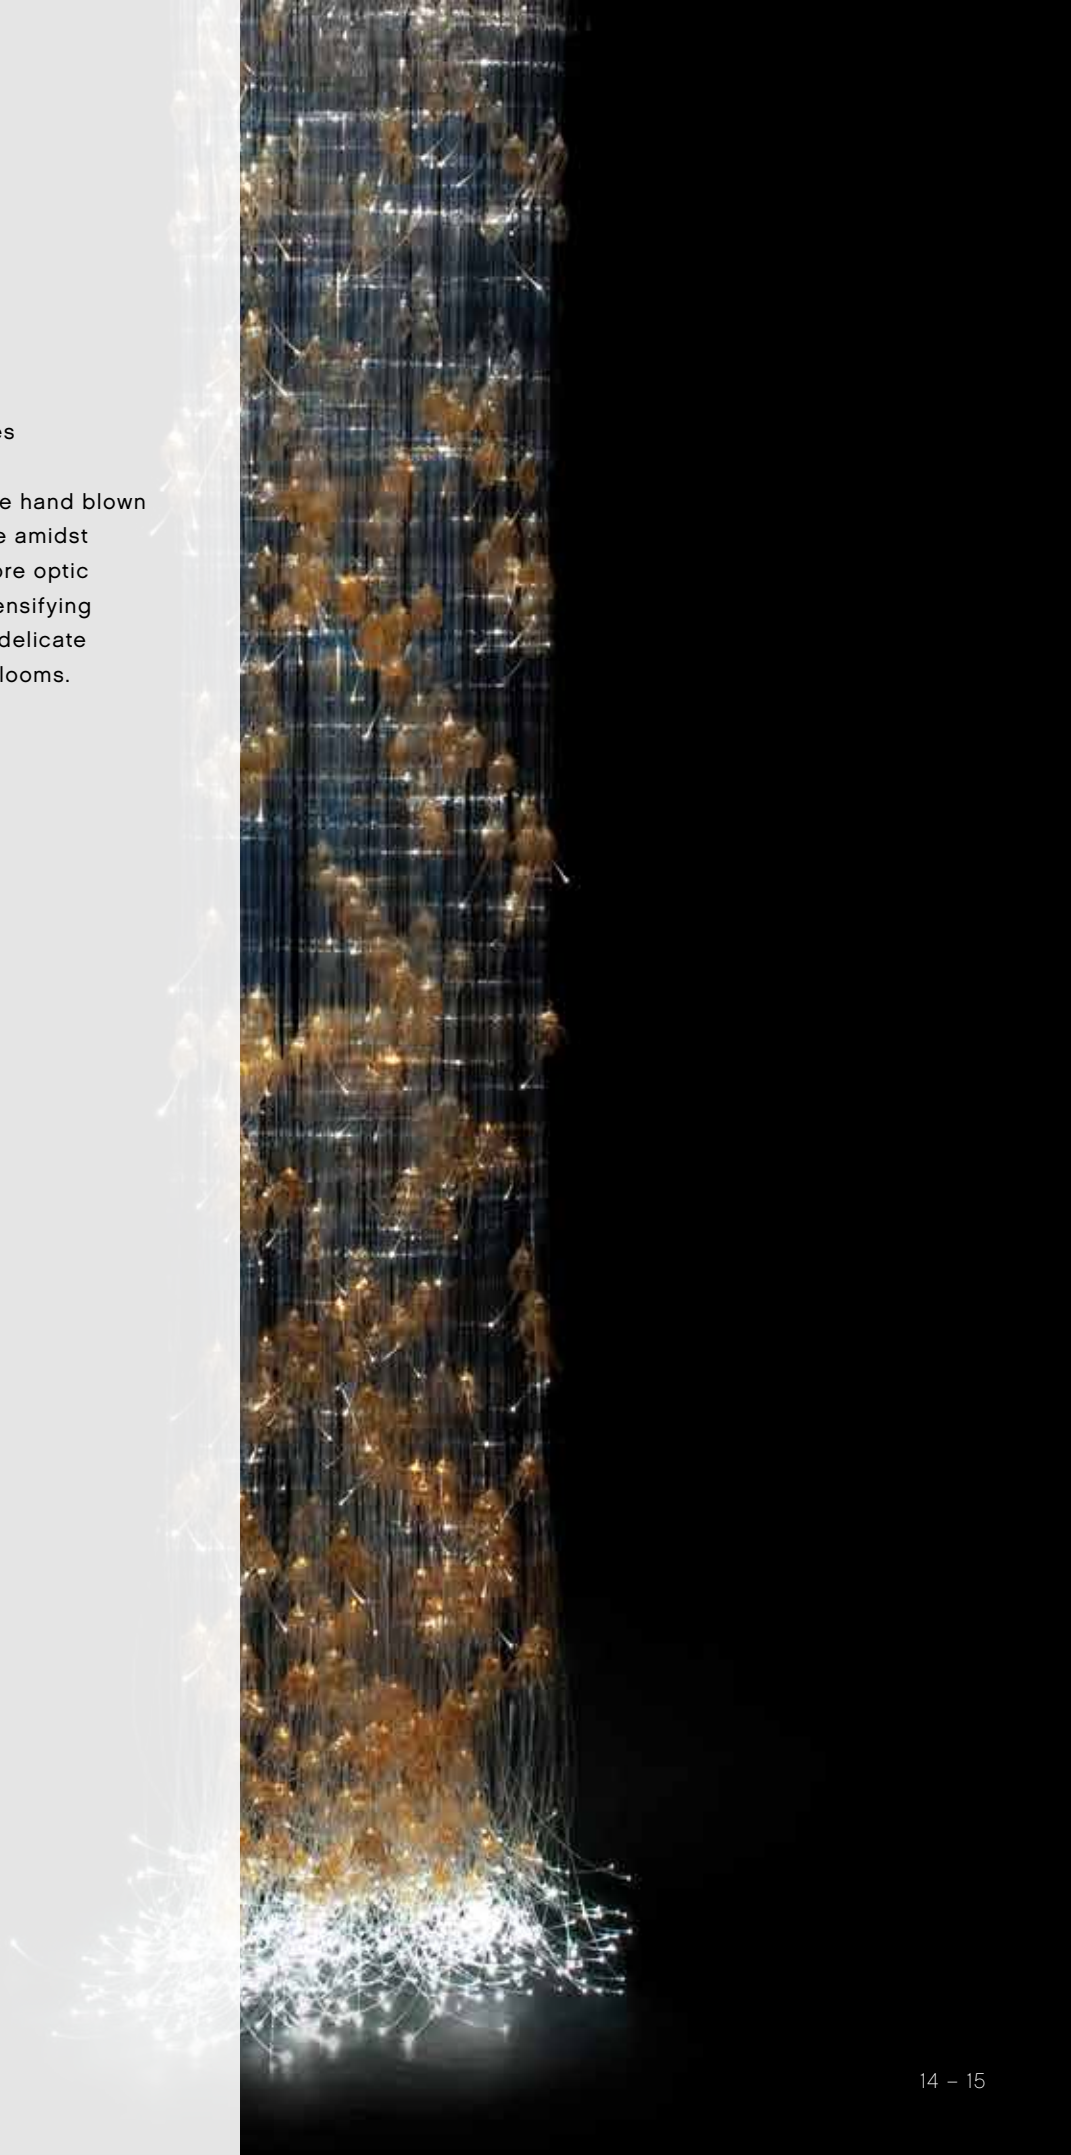 es
e hand blown
e amidst
ore optic
ensifying
delicate
looms.
14 – 15